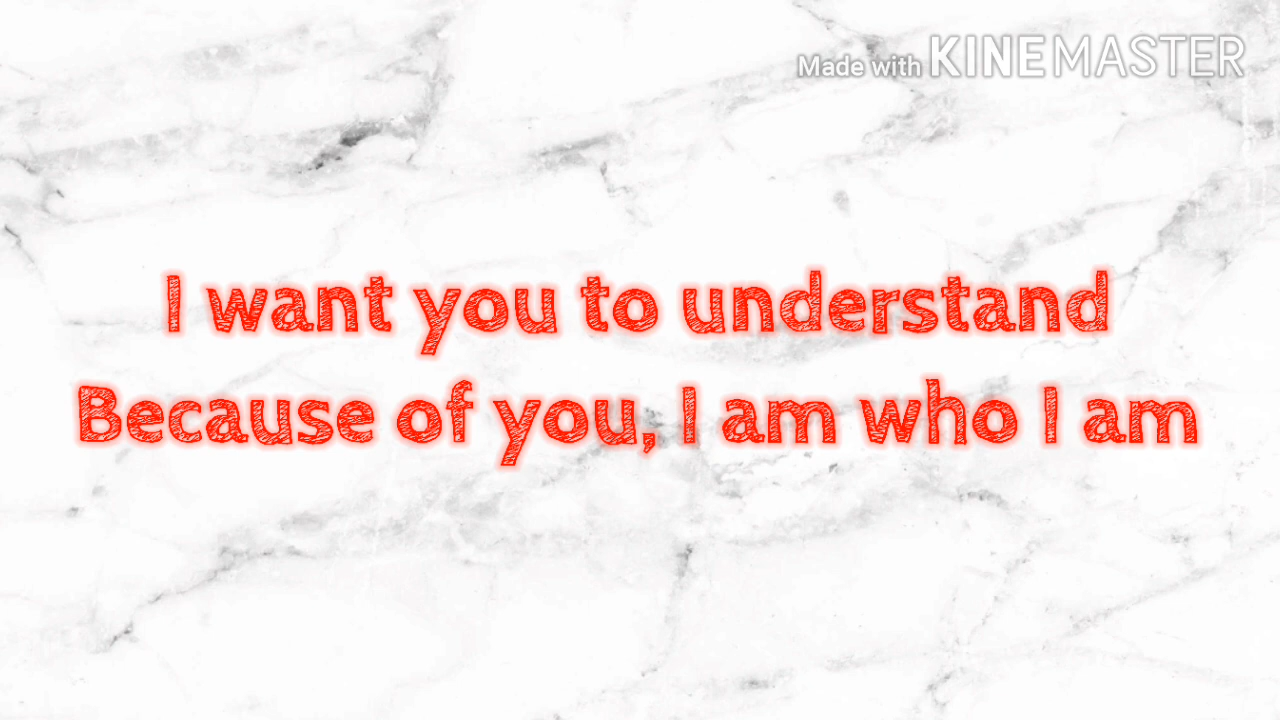 Made with KINEMASTER
I want you to understand
Because of you, I am who I am